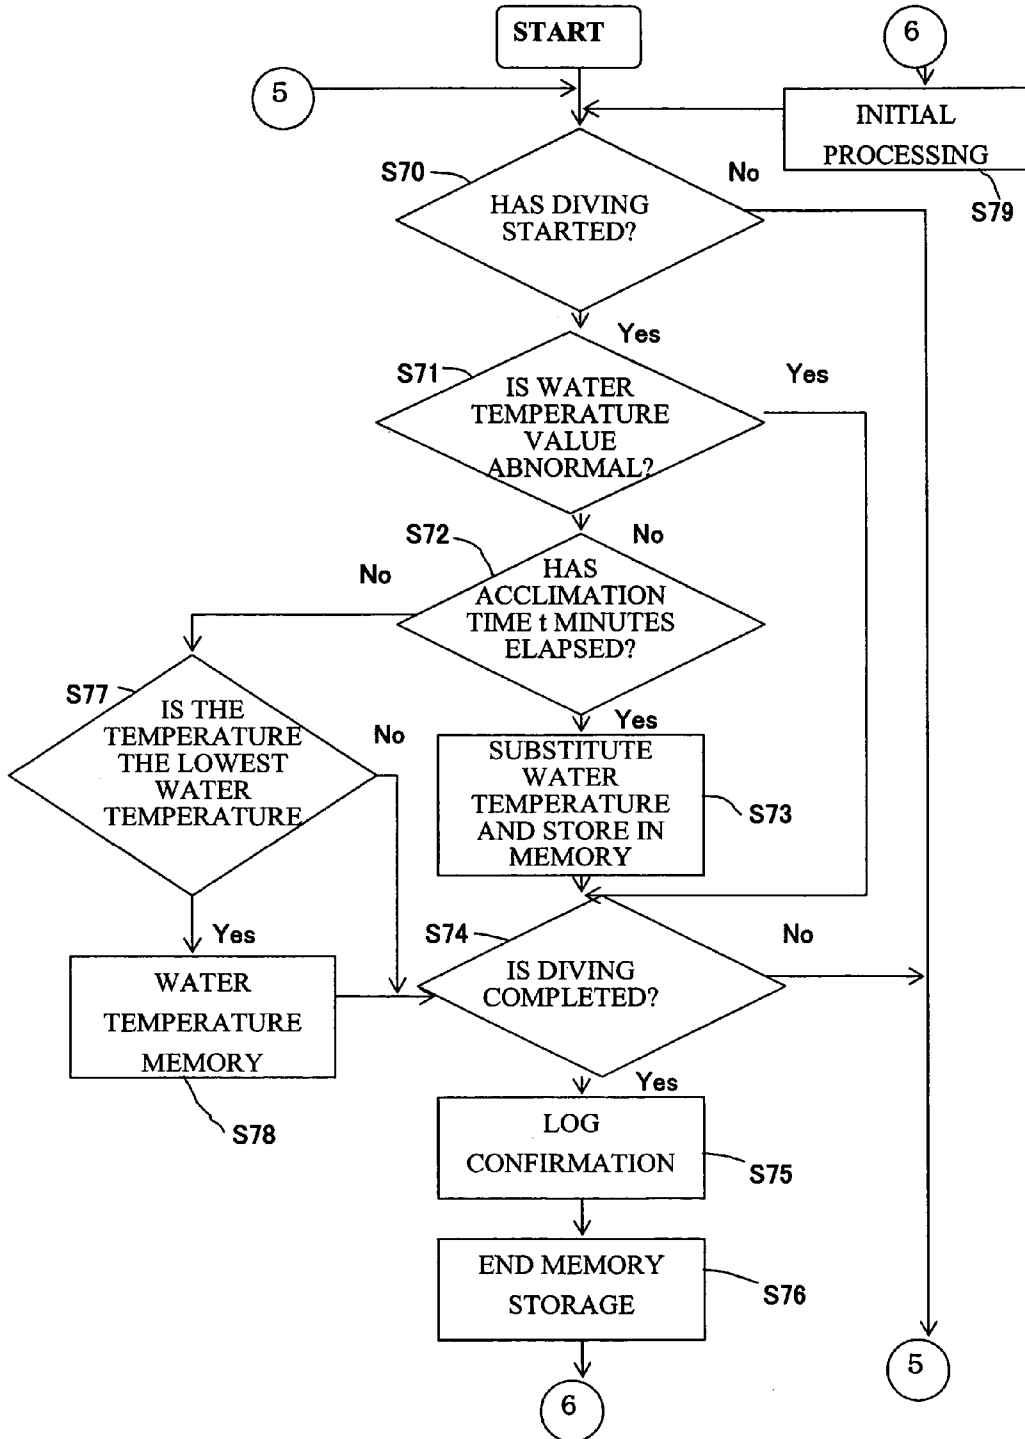 START
6
5
INITIAL
PROCESSING
S79
S70
No
HAS DIVING
STARTED?
Yes
S71
Yes
IS WATER
TEMPERATURE
VALUE
ABNORMAL?
S72
No
No
HAS
ACCLIMATION
TIME t MINUTES
ELAPSED?
S77
IS THE
TEMPERATURE
THE LOWEST
WATER
TEMPERATURE
No
Yes
SUBSTITUTE
WATER
TEMPERATURE
AND STORE IN
MEMORY
S73
Yes
S74
No
IS DIVING
COMPLETED?
WATER
TEMPERATURE
MEMORY
S78
Yes
LOG
CONFIRMATION
S75
END MEMORY
STORAGE
S76
5
6